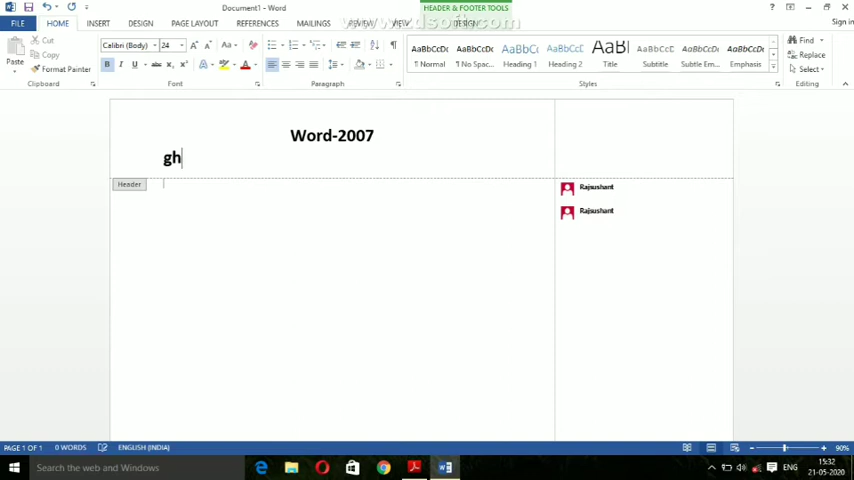 Document1 - Word
HEADER & FOOTER TOOLS
Sign in
FILE
HOME
INSERT
DESIGN
PAGE LAYOUT
REFERENCES
MAILINGS
REVIEW
VIEW
DESIGN
Cut
Copy
Format Painter
Paste
Clipboard
Calibri (Body)
24
Font
Paragraph
AaBbCcDc
AaBbCcDc
AaBbCc
AaBbCcC
AaBl
AaBbCcC
AaBbCcDc
AaBbCcDc
¶ Normal
¶ No Spac...
Heading 1
Heading 2
Title
Subtitle
Subtle Em...
Emphasis
Styles
Find
Replace
Select
Editing
Word-2007
gh
Header
Rajsushant
Rajsushant
PAGE 1 OF 1
0 WORDS
ENGLISH (INDIA)
90%
Search the web and Windows
ENG
15:32
21-05-2020